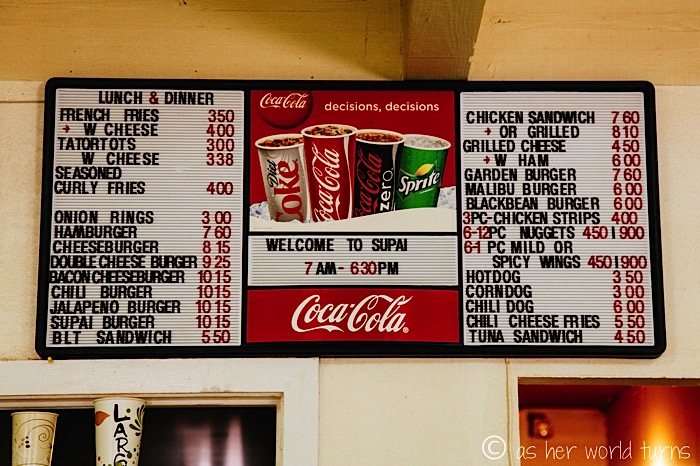 LUNCH & DINNER
FRENCH FRIES 350
→ W CHEESE 400
TATORTOTS 300
W CHEESE 338
SEASONED
CURLY FRIES 400
ONION RINGS 300
HAMBURGER 760
CHEESEBURGER 815
DOUBLE CHEESE BURGER 925
BACON CHEESEBURGER 1015
CHILI BURGER 1015
JALAPENO BURGER 1015
SUPAI BURGER 1015
BLT SANDWICH 550
Coca-Cola
decisions, decisions
Diet Coke
Coca-Cola
Coca-Cola zero
Sprite
WELCOME TO SUPAI
7AM-630PM
Coca-Cola
CHICKEN SANDWICH 760
→ OR GRILLED 810
GRILLED CHEESE 450
→ W HAM 600
GARDEN BURGER 760
MALIBU BURGER 600
BLACKBEAN BURGER 600
3PC-CHICKEN STRIPS 400
6-12PC NUGGETS 450|900
6-1 PC MILD OR
SPICY WINGS 450|900
HOTDOG 350
CORNDOG 300
CHILI DOG 600
CHILI CHEESE FRIES 550
TUNA SANDWICH 450
LARG
© as her world turns